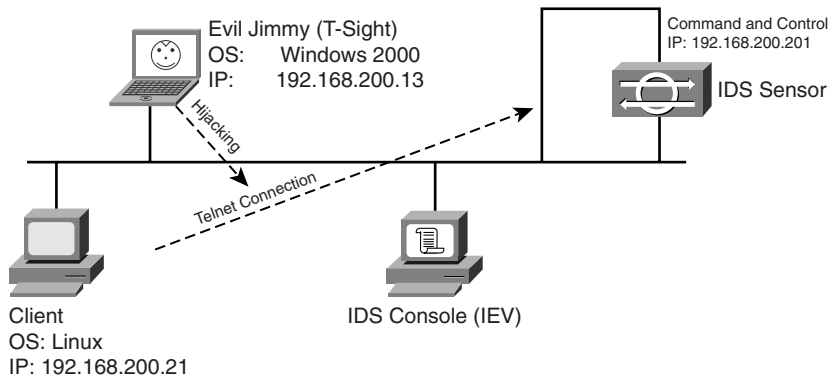 Evil Jimmy (T-Sight)
OS: Windows 2000
IP: 192.168.200.13
Command and Control
IP: 192.168.200.201
IDS Sensor
Hijacking
Telnet Connection
Client
OS: Linux
IP: 192.168.200.21
IDS Console (IEV)